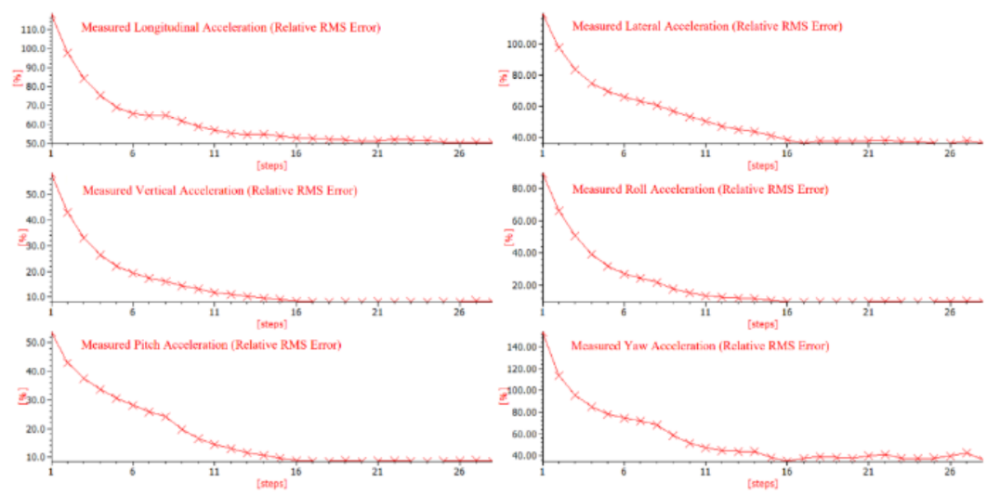 Measured Longitudinal Acceleration (Relative RMS Error)
110.0
100.0
90.0
80.0
70.0
60.0
50.0
[%]
1 6 11 16 21 26
[steps]
Measured Lateral Acceleration (Relative RMS Error)
100.00
80.00
60.00
40.00
[%]
1 6 11 16 21 26
[steps]
Measured Vertical Acceleration (Relative RMS Error)
50.0
40.0
30.0
20.0
10.0
[%]
1 6 11 16 21 26
[steps]
Measured Roll Acceleration (Relative RMS Error)
80.00
60.00
40.00
20.00
[%]
1 6 11 16 21 26
[steps]
Measured Pitch Acceleration (Relative RMS Error)
50.0
40.0
30.0
20.0
10.0
[%]
1 6 11 16 21 26
[steps]
Measured Yaw Acceleration (Relative RMS Error)
140.00
120.00
100.00
80.00
60.00
40.00
[%]
1 6 11 16 21 26
[steps]